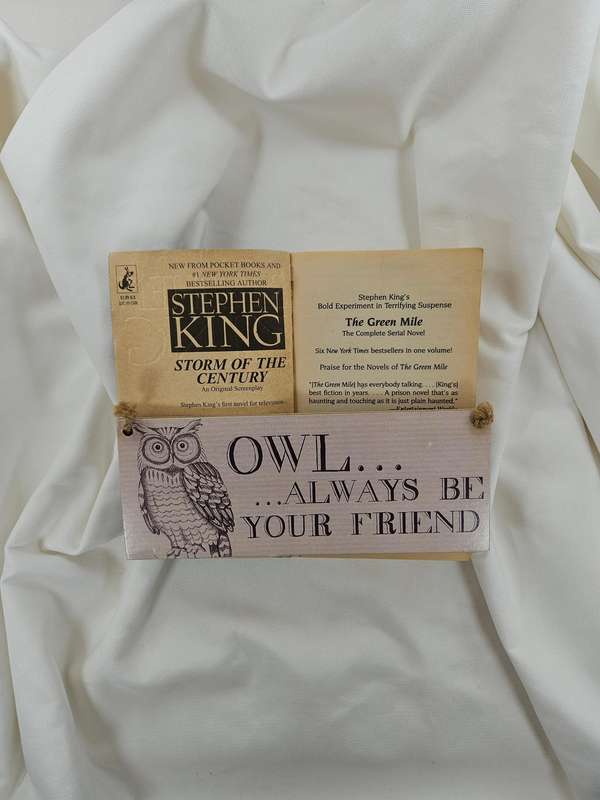 NEW FROM POCKET BOOKS AND
#1 NEW YORK TIMES
BESTSELLING AUTHOR
STEPHEN
KING
STORM OF THE
CENTURY
An Original Screenplay
Stephen King's first novel for television
Stephen King's
Bold Experiment in Terrifying Suspense
The Green Mile
The Complete Serial Novel
Six New York Times bestsellers in one volume!
Praise for the Novels of The Green Mile
"[The Green Mile] has everybody talking. . . . [King's]
best fiction in years. . . . A prison novel that's as
haunting and touching as it is just plain haunted."
—Entertainment Weekly
OWL...
...ALWAYS BE
YOUR FRIEND